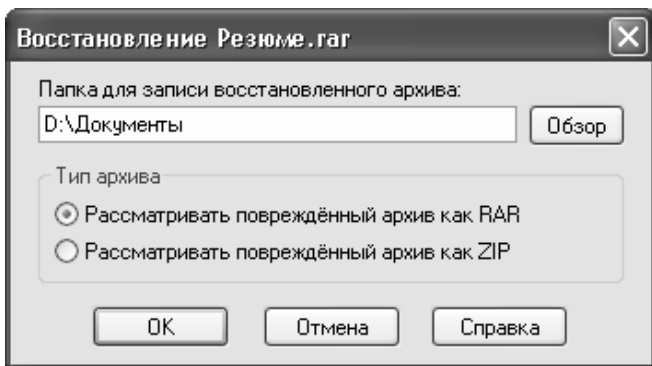 Восстановление Резюме.rar
Папка для записи восстановленного архива:
D:\Документы
Обзор
Тип архива
Рассматривать повреждённый архив как RAR
Рассматривать повреждённый архив как ZIP
ОК Отмена Справка